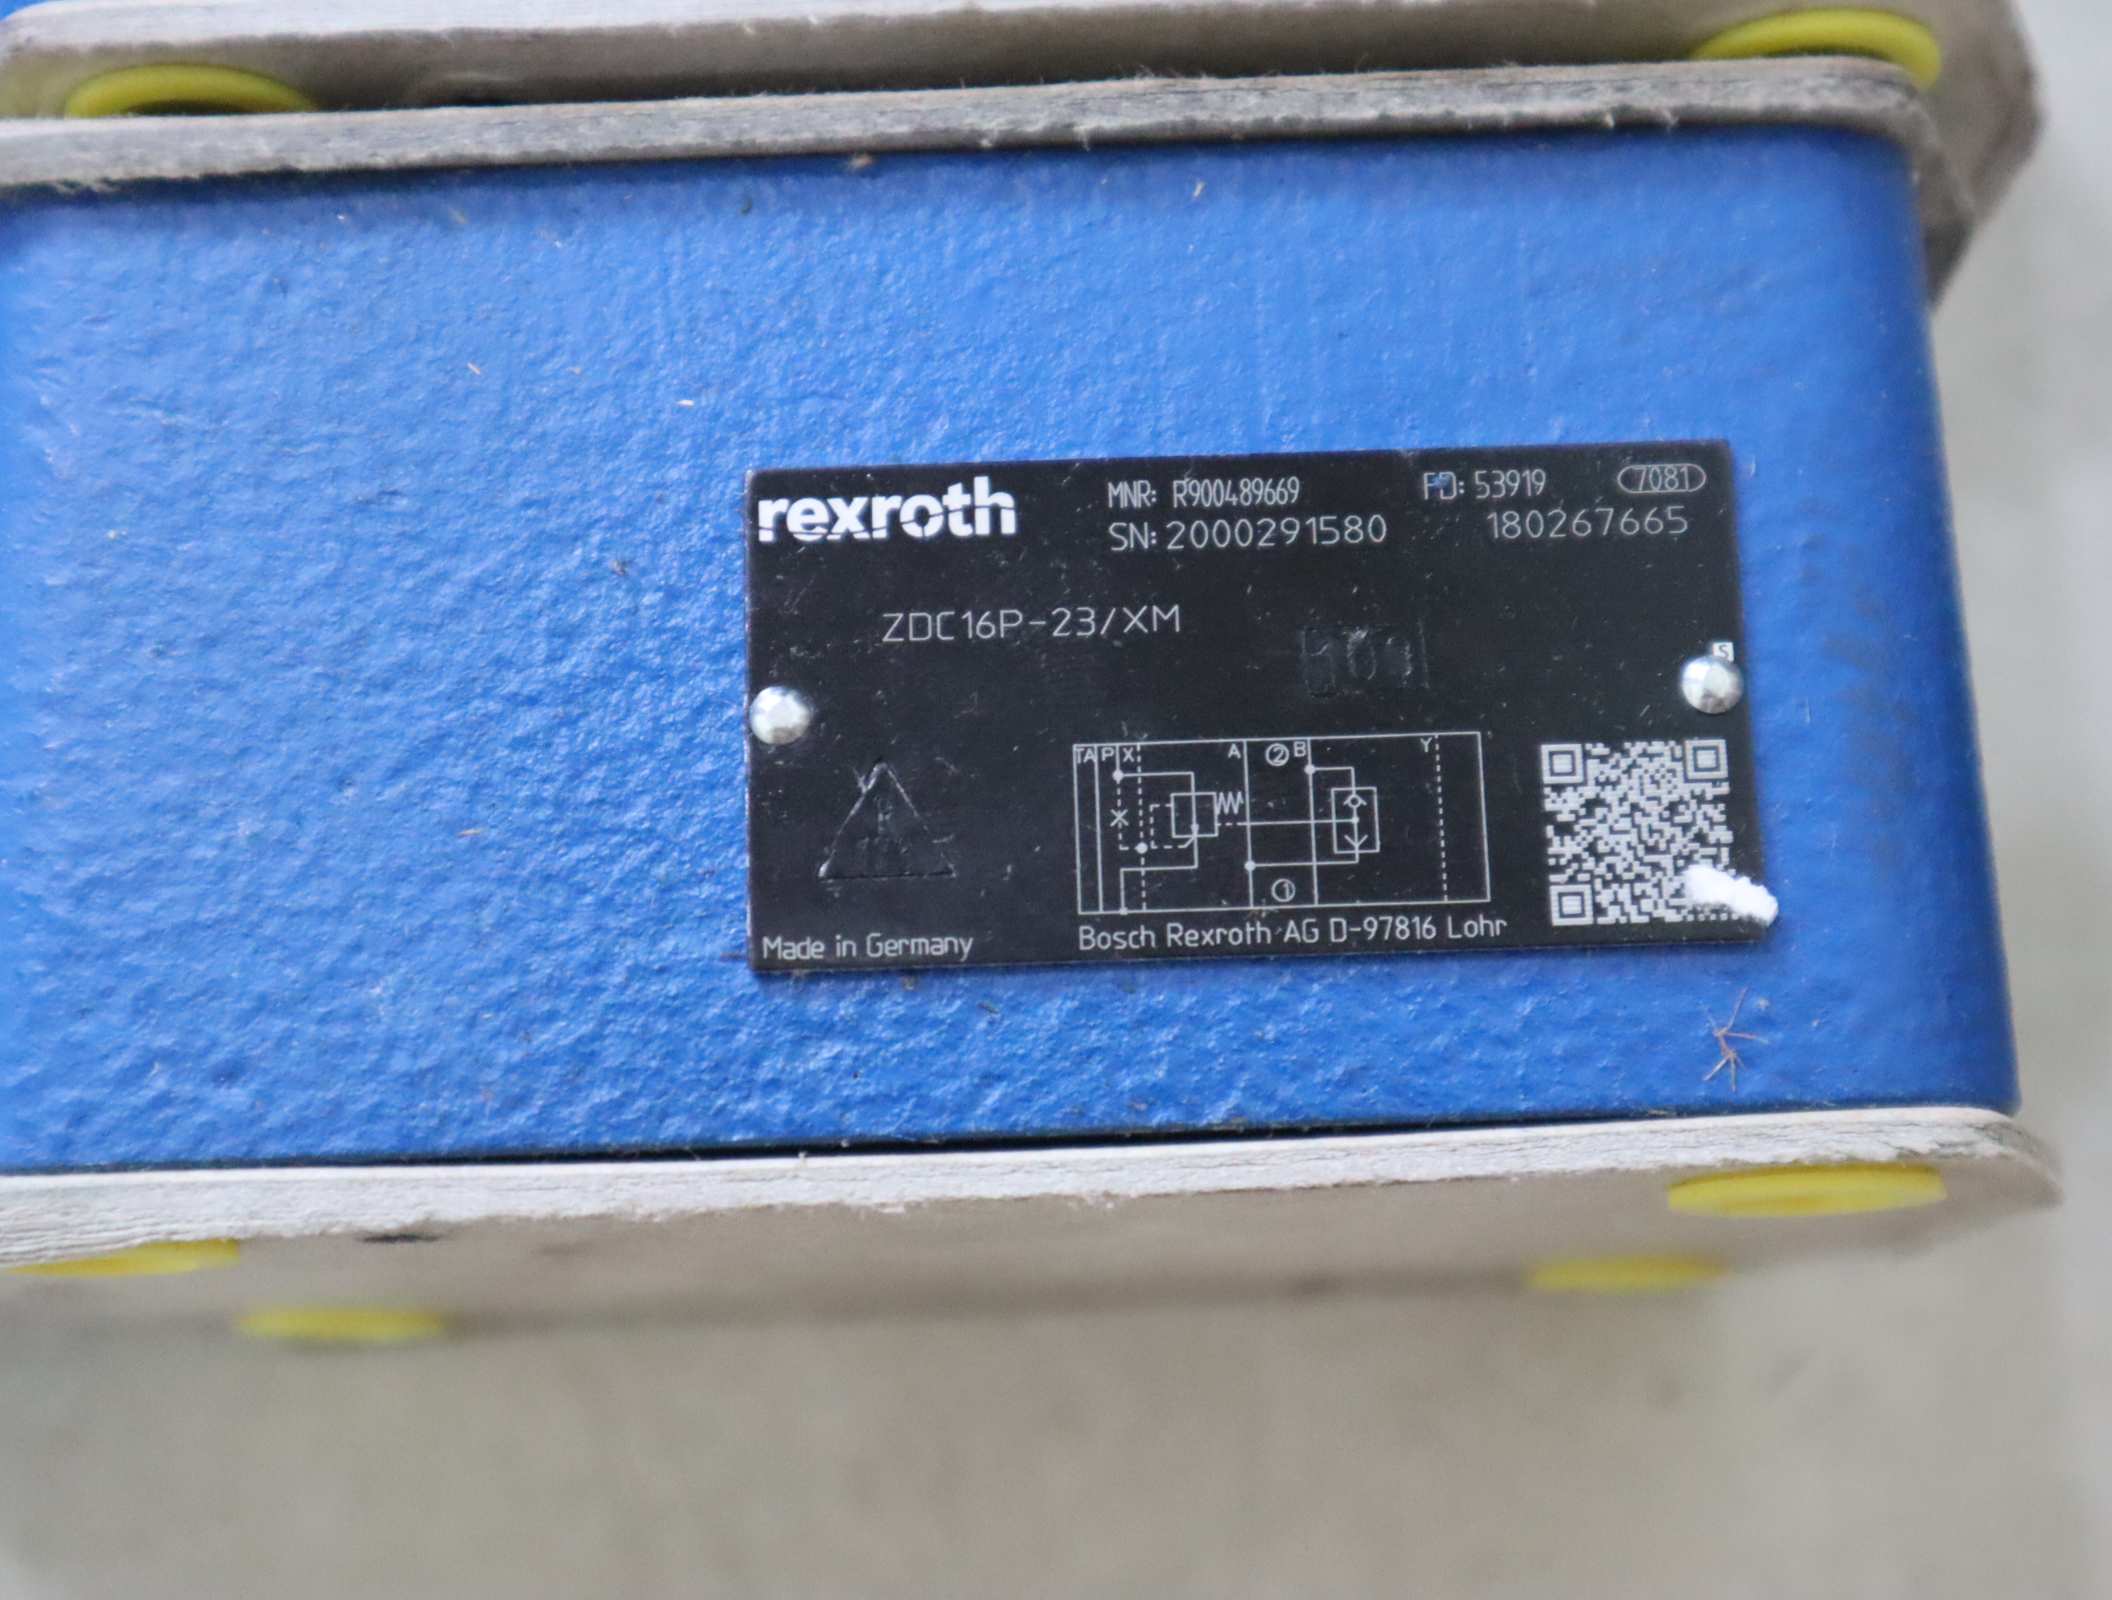 rexroth
MNR: R900489669 FD: 53919 7081
SN: 2000291580 180267665
ZDC16P-23/XM
S
TA P X A 2 B Y
1
Made in Germany
Bosch Rexroth AG D-97816 Lohr